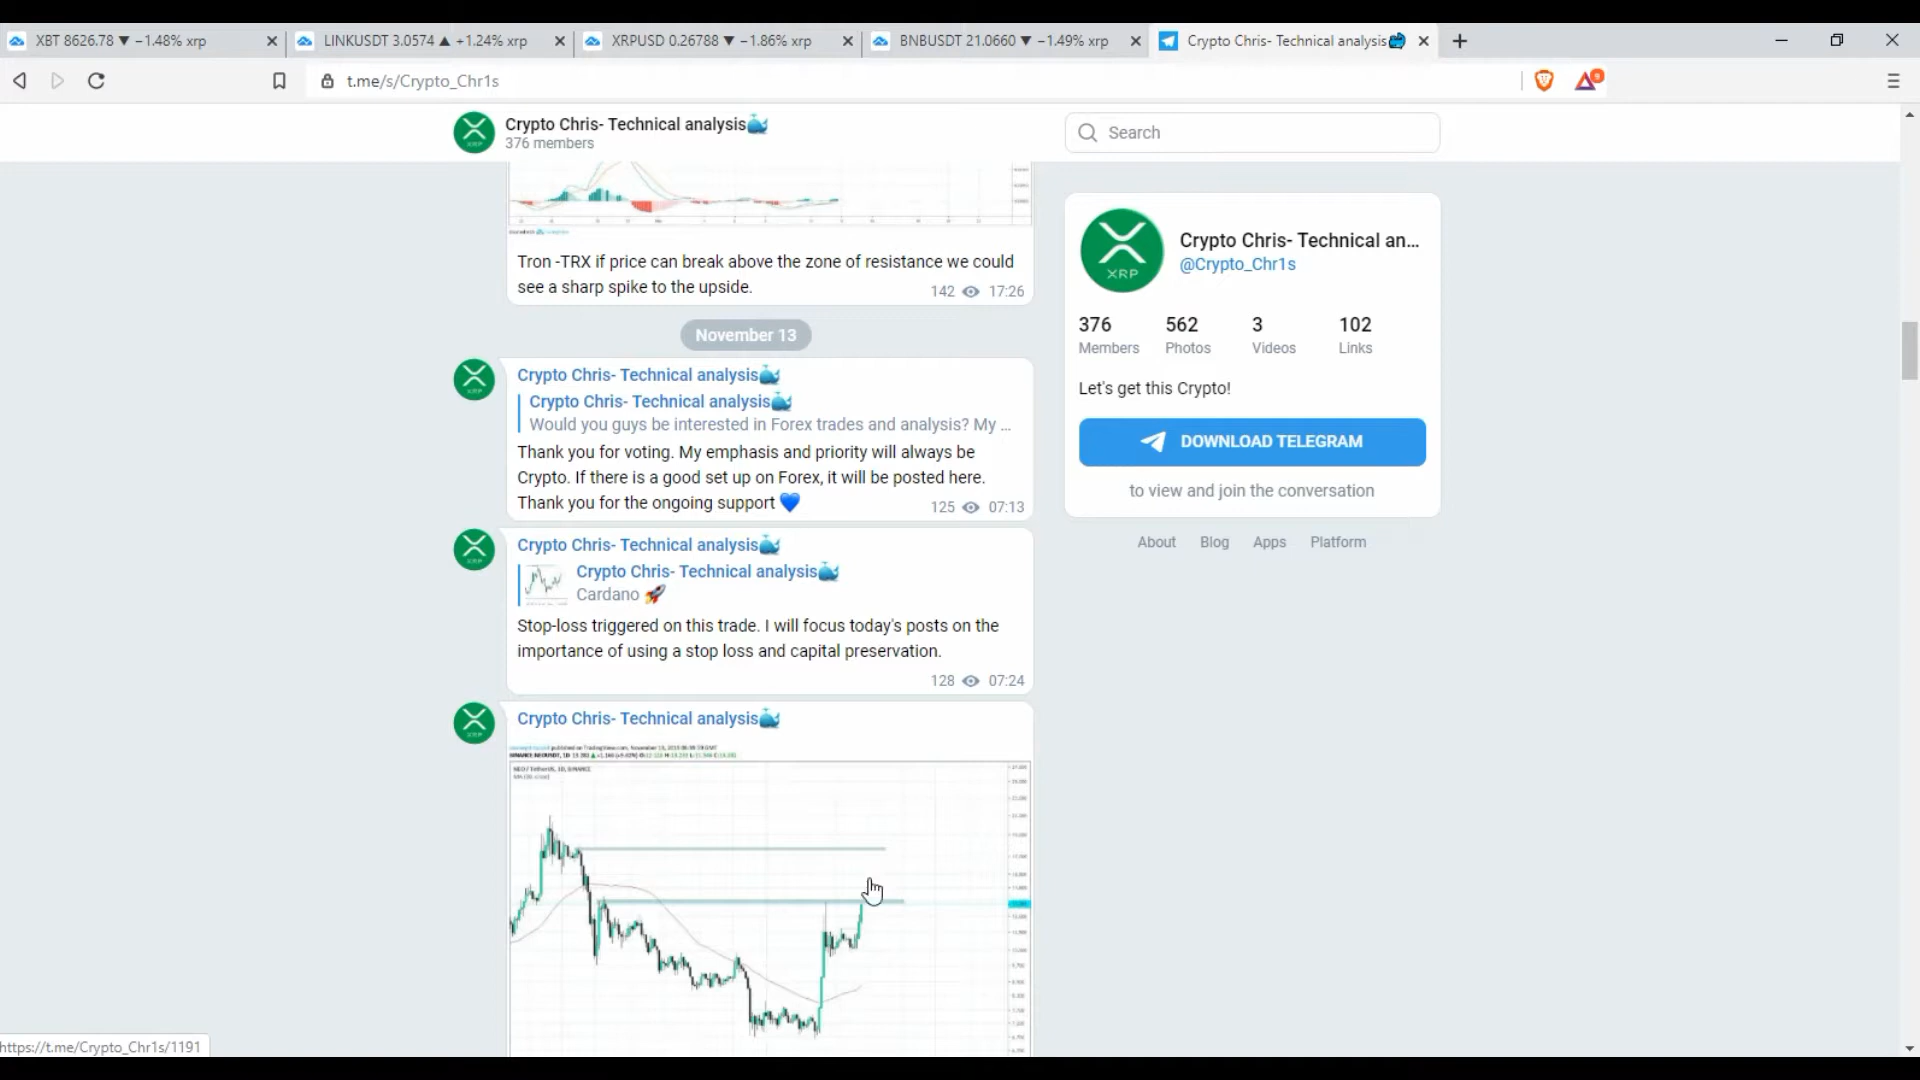 XBT 8626.78 ▼ −1.48% xrp
LINKUSDT 3.0574 ▲ +1.24% xrp
XRPUSD 0.26788 ▼ −1.86% xrp
BNBUSDT 21.0660 ▼ −1.49% xrp
Crypto Chris- Technical analysis🐳
t.me/s/Crypto_Chr1s
9
Crypto Chris- Technical analysis🐳
376 members
Search
Tron -TRX if price can break above the zone of resistance we could
see a sharp spike to the upside.
142 17:26
November 13
Crypto Chris- Technical analysis🐳
Crypto Chris- Technical analysis🐳
Would you guys be interested in Forex trades and analysis? My ...
Thank you for voting. My emphasis and priority will always be
Crypto. If there is a good set up on Forex, it will be posted here.
Thank you for the ongoing support 💙
125 07:13
Crypto Chris- Technical analysis🐳
Crypto Chris- Technical analysis🐳
Cardano 🚀
Stop-loss triggered on this trade. I will focus today's posts on the
importance of using a stop loss and capital preservation.
128 07:24
Crypto Chris- Technical analysis🐳
XRP
Crypto Chris- Technical an...
@Crypto_Chr1s
376 562 3 102
Members Photos Videos Links
Let's get this Crypto!
DOWNLOAD TELEGRAM
to view and join the conversation
About Blog Apps Platform
https://t.me/Crypto_Chr1s/1191